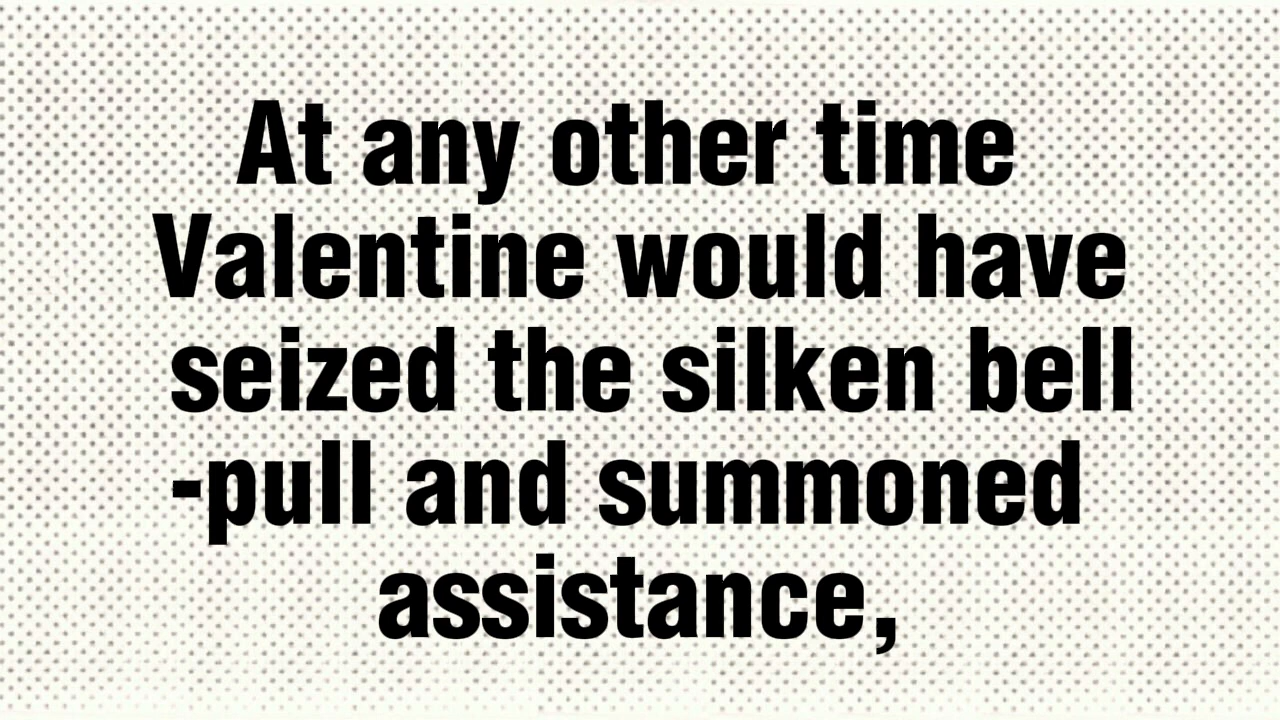 At any other time
Valentine would have
seized the silken bell
-pull and summoned
assistance,